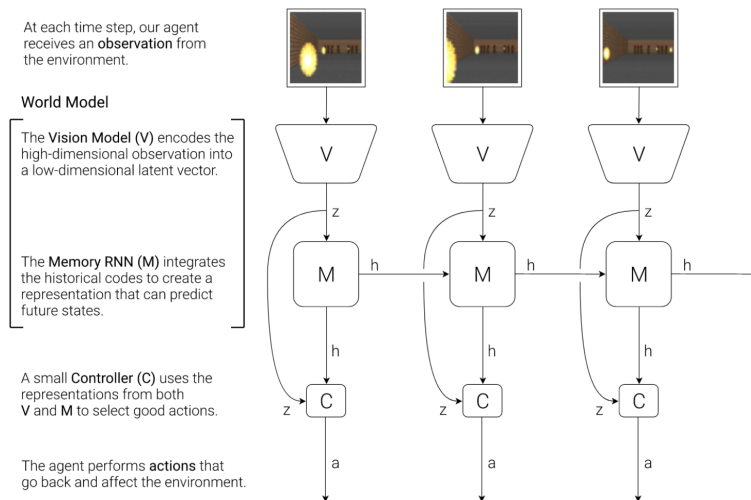 At each time step, our agent
receives an observation from
the environment.
World Model
The Vision Model (V) encodes the
high-dimensional observation into
a low-dimensional latent vector.
V V V
z z z
The Memory RNN (M) integrates
the historical codes to create a
representation that can predict
future states.
M h M h M h
h h h
A small Controller (C) uses the
representations from both
V and M to select good actions.
z C z C z C
The agent performs actions that
go back and affect the environment.
a a a